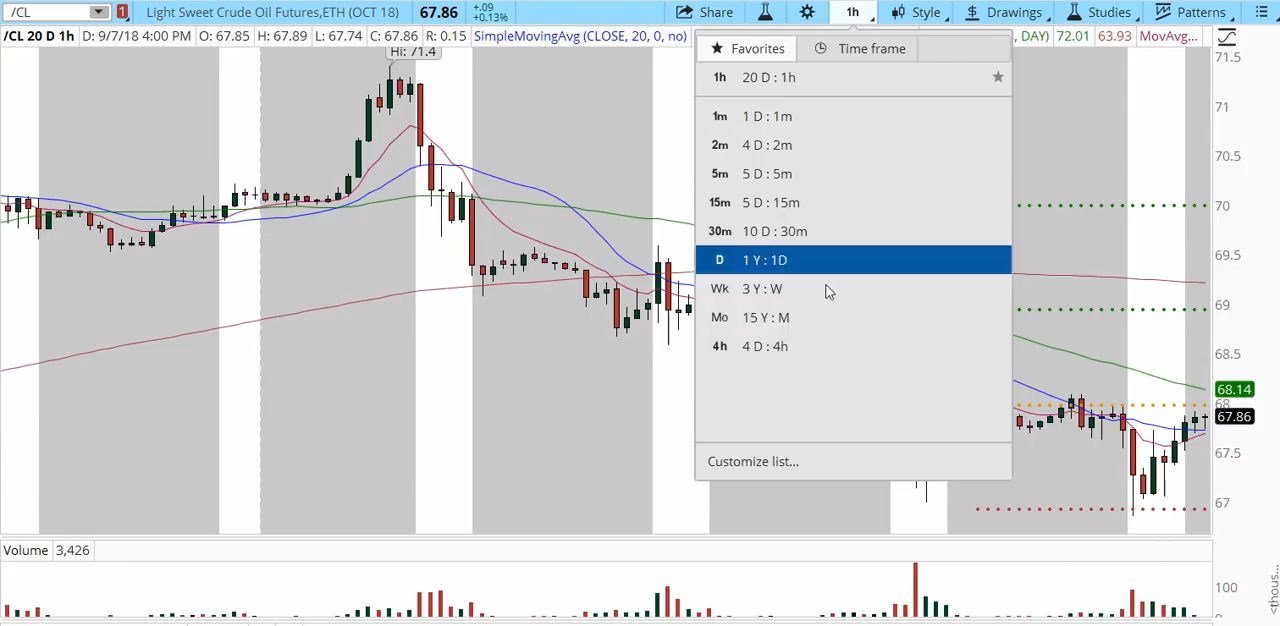 /CL 1 Light Sweet Crude Oil Futures,ETH (OCT 18) 67.86 +.09 +0.13% Share 1h Style Drawings Studies Patterns
/CL 20 D 1h D: 9/7/18 4:00 PM O: 67.85 H: 67.89 L: 67.74 C: 67.86 R: 0.15 SimpleMovingAvg (CLOSE, 20, 0, no) , DAY) 72.01 63.93 MovAvg...
Hi: 71.4
Favorites Time frame
1h 20 D : 1h
1m 1 D : 1m
2m 4 D : 2m
5m 5 D : 5m
15m 5 D : 15m
30m 10 D : 30m
D 1 Y : 1D
Wk 3 Y : W
Mo 15 Y : M
4h 4 D : 4h
Customize list...
71.5
71
70.5
70
69.5
69
68.5
68.14
68
67.86
67.5
67
Volume 3,426
100
0
<thous...